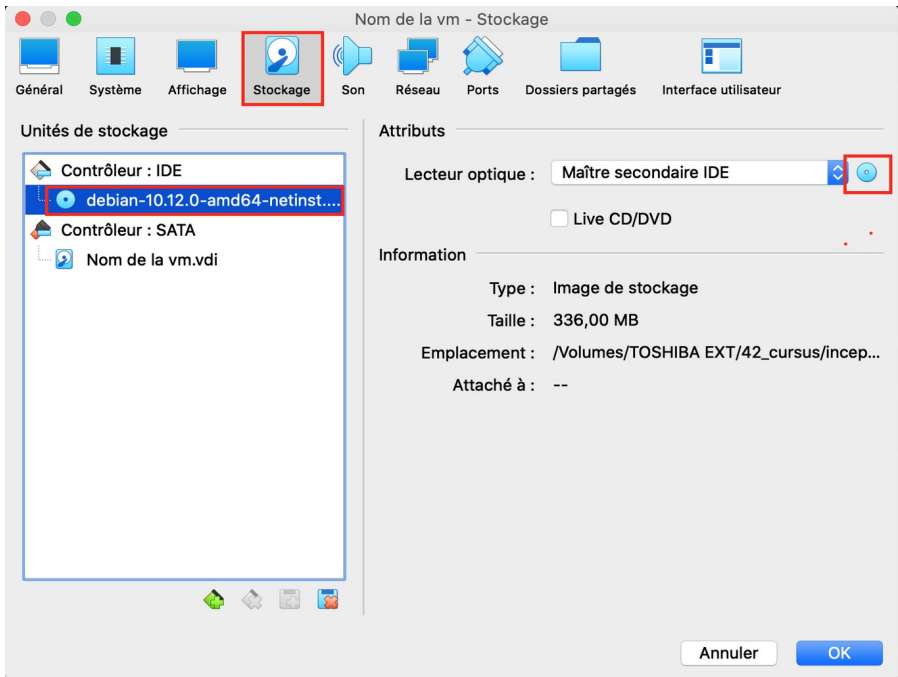 Nom de la vm - Stockage
Général Système Affichage Stockage Son Réseau Ports Dossiers partagés Interface utilisateur
Unités de stockage
Contrôleur : IDE
debian-10.12.0-amd64-netinst....
Contrôleur : SATA
Nom de la vm.vdi
Attributs
Lecteur optique : Maître secondaire IDE
Live CD/DVD
Information
Type : Image de stockage
Taille : 336,00 MB
Emplacement : /Volumes/TOSHIBA EXT/42_cursus/incep...
Attaché à : --
Annuler OK